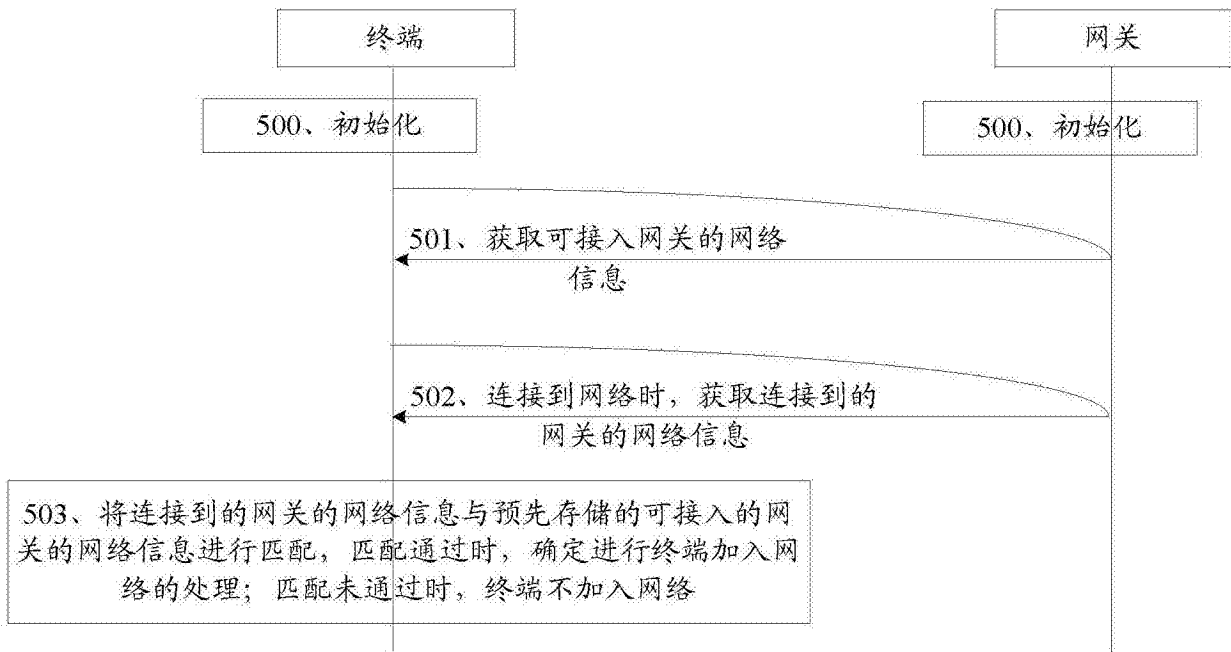 终端
网关
500、初始化
500、初始化
501、获取可接入网关的网络
信息
502、连接到网络时，获取连接到的
网关的网络信息
503、将连接到的网关的网络信息与预先存储的可接入的网
关的网络信息进行匹配，匹配通过时，确定进行终端加入网
络的处理；匹配未通过时，终端不加入网络